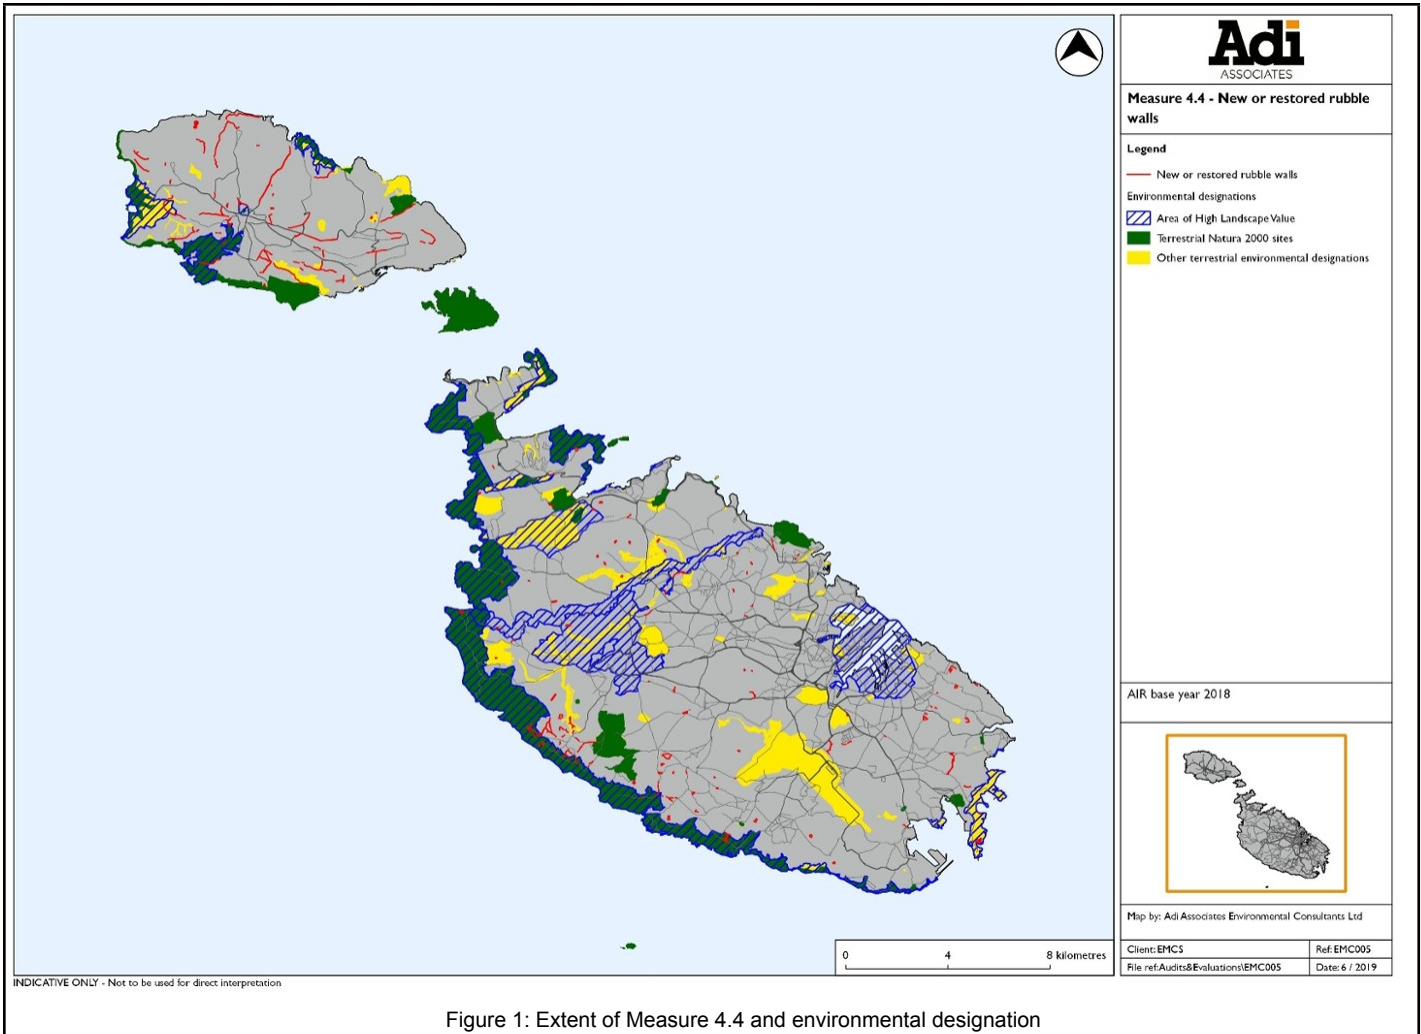 Adi
ASSOCIATES
Measure 4.4 - New or restored rubble
walls
Legend
New or restored rubble walls
Environmental designations
Area of High Landscape Value
Terrestrial Natura 2000 sites
Other terrestrial environmental designations
AIR base year 2018
Map by: Adi Associates Environmental Consultants Ltd
Client: EMCS
Ref: EMC005
File ref:Audits&Evaluations\EMC005
Date: 6 / 2019
0 4 8 kilometres
INDICATIVE ONLY - Not to be used for direct interpretation
Figure 1: Extent of Measure 4.4 and environmental designation